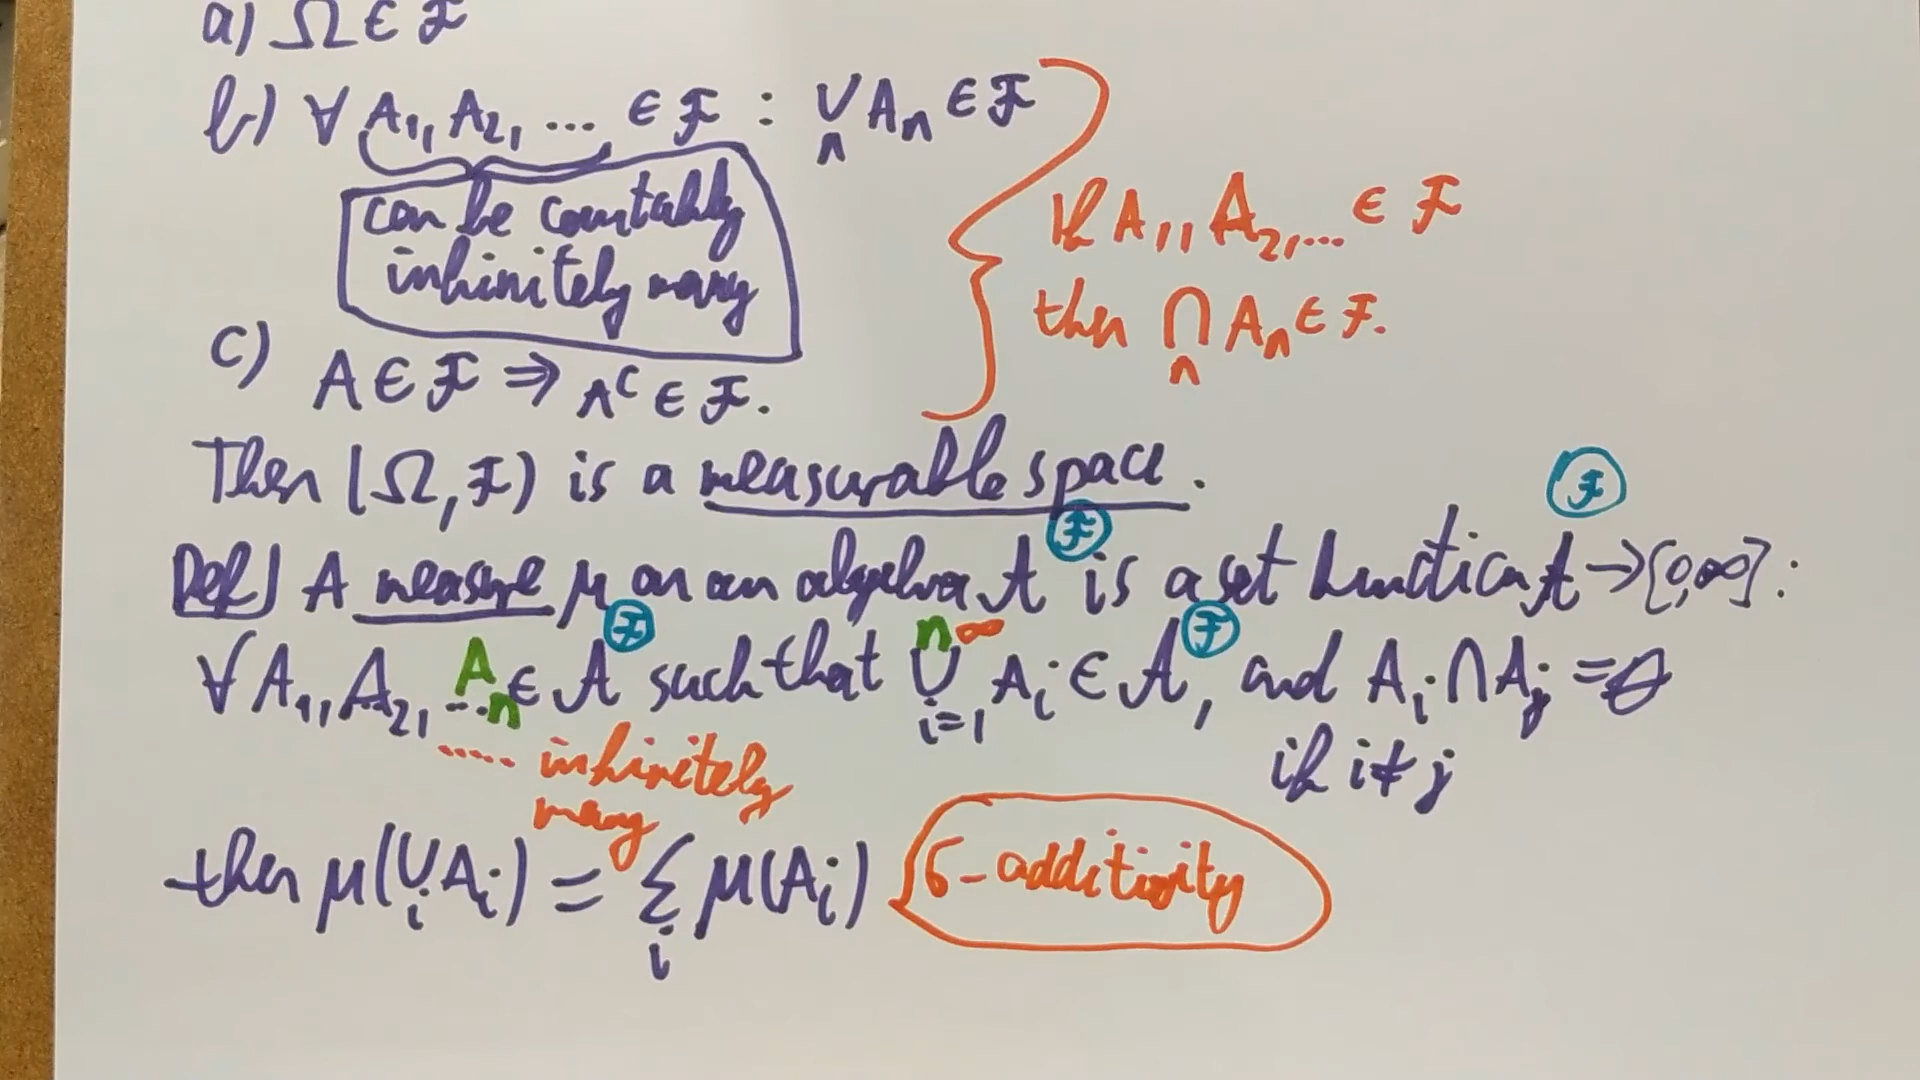 a) Ω ∈ ℱ
b) ∀ A₁, A₂, ... ∈ ℱ : ∪ₙ Aₙ ∈ ℱ
can be countably
infinitely many
If A₁, A₂, ... ∈ ℱ
then ∩ₙ Aₙ ∈ ℱ.
c) A ∈ ℱ ⇒ Aᶜ ∈ ℱ.
Then (Ω, ℱ) is a measurable space.
ℱ ℱ
Def) A measure μ on an algebra 𝒜 is a set function 𝒜 → [0,∞] :
ℱ n ∞ ℱ
∀ A₁, A₂, ... Aₙ ∈ 𝒜 such that ∪ᵢ₌₁ Aᵢ ∈ 𝒜, and Aᵢ ∩ Aⱼ = ∅
if i ≠ j
..... infinitely
many
then μ(∪ᵢ Aᵢ) = Σᵢ μ(Aᵢ) σ-additivity